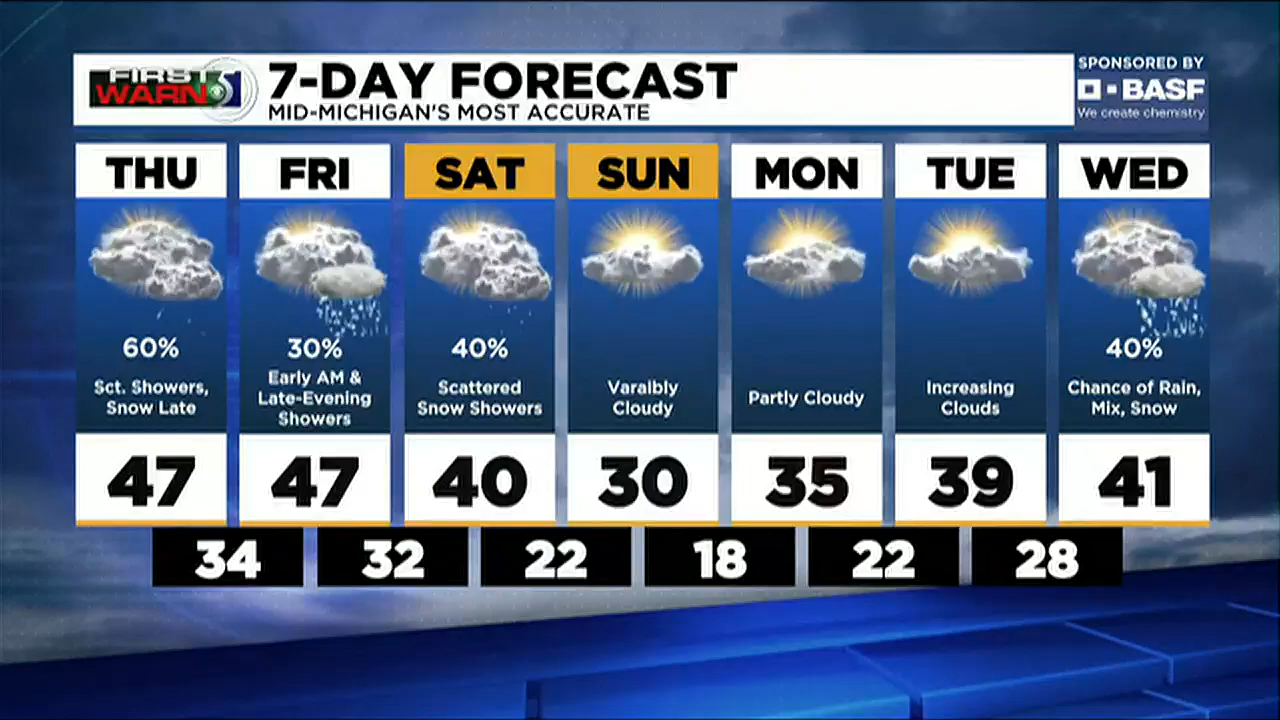 FIRST
WARN 5
7-DAY FORECAST
MID-MICHIGAN'S MOST ACCURATE
SPONSORED BY
BASF
We create chemistry
THU
FRI
SAT
SUN
MON
TUE
WED
60%
30%
40%
40%
Sct. Showers,
Snow Late
Early AM &
Late-Evening
Showers
Scattered
Snow Showers
Varaibly
Cloudy
Partly Cloudy
Increasing
Clouds
Chance of Rain,
Mix, Snow
47
47
40
30
35
39
41
34
32
22
18
22
28